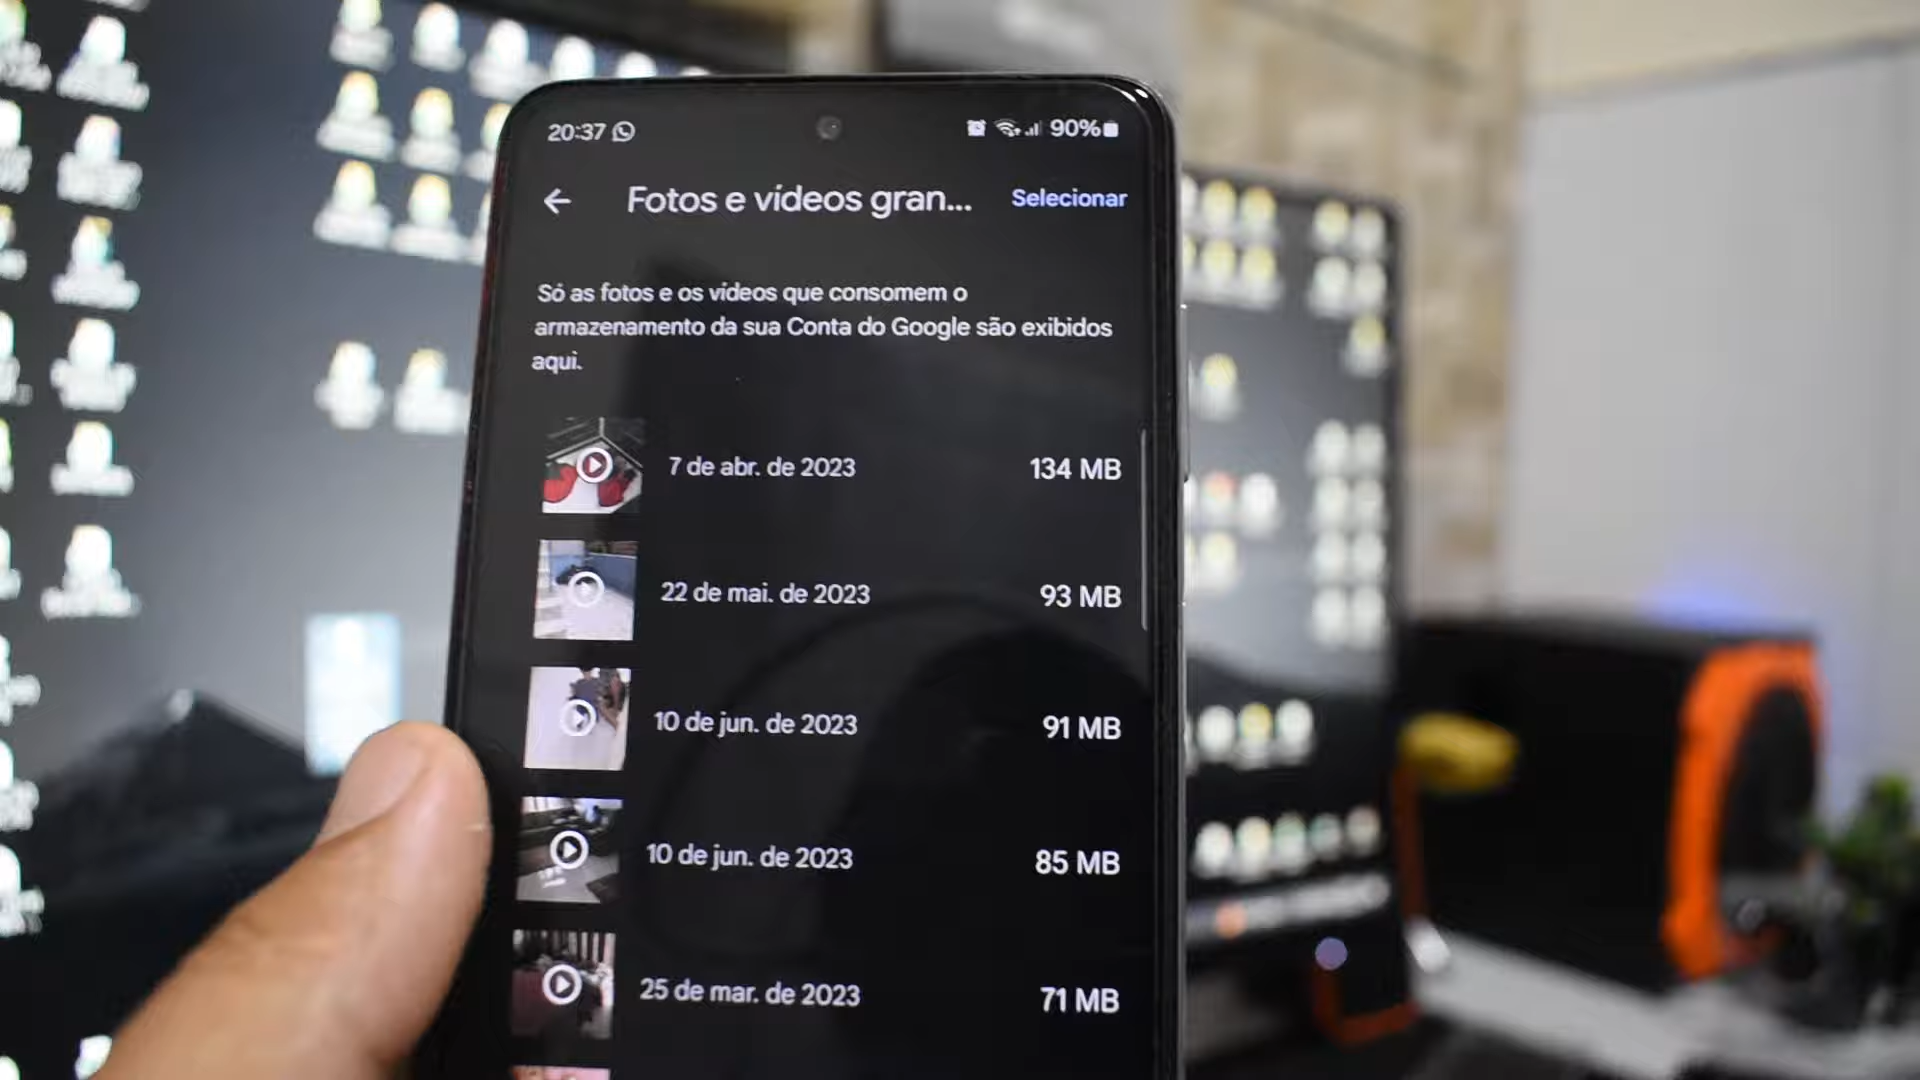 20:37 90%
Fotos e vídeos gran... Selecionar
Só as fotos e os vídeos que consomem o
armazenamento da sua Conta do Google são exibidos
aqui.
7 de abr. de 2023 134 MB
22 de mai. de 2023 93 MB
10 de jun. de 2023 91 MB
10 de jun. de 2023 85 MB
25 de mar. de 2023 71 MB